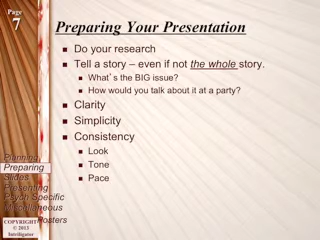 Page
7
Preparing Your Presentation
Do your research
Tell a story – even if not the whole story.
What's the BIG issue?
How would you talk about it at a party?
Clarity
Simplicity
Consistency
Look
Tone
Pace
Planning
Preparing
Slides
Presenting
Psych Specific
Miscellaneous
Posters
COPYRIGHT
© 2013
Intelligator